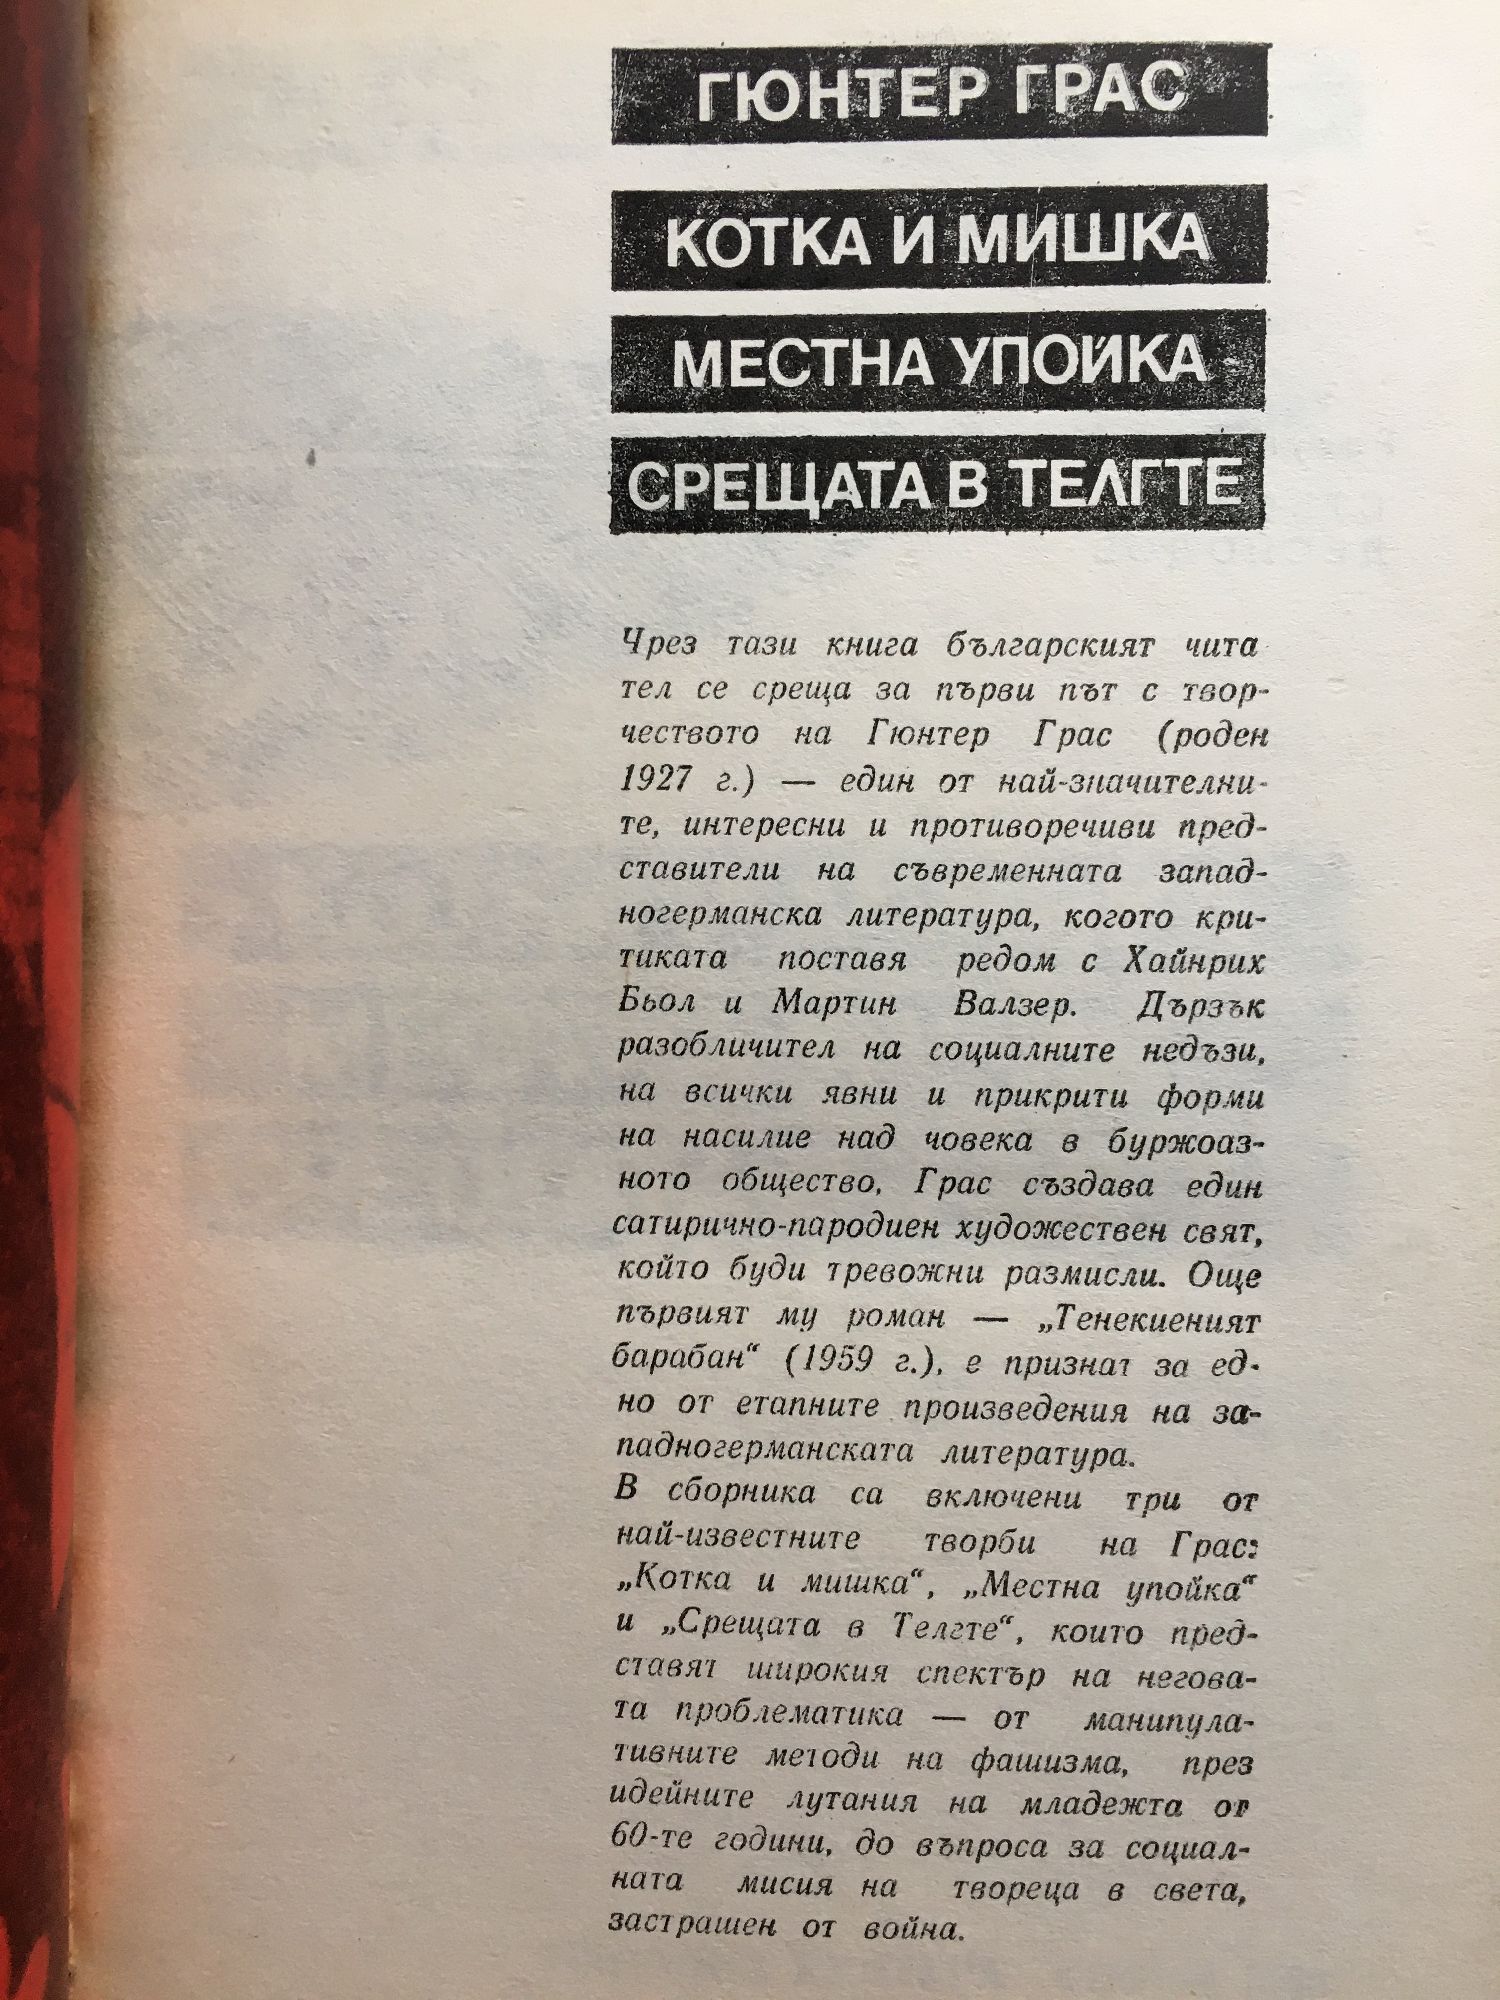 ГЮНТЕР ГРАС
КОТКА И МИШКА
МЕСТНА УПОЙКА
СРЕЩАТА В ТЕЛГТЕ
Чрез тази книга българският чита
тел се среща за първи път с твор-
чеството на Гюнтер Грас (роден
1927 г.) — един от най-значителни-
те, интересни и противоречиви пред-
ставители на съвременната запад-
ногерманска литература, когото кри-
тиката поставя редом с Хайнрих
Бьол и Мартин Валзер. Дързък
разобличител на социалните недъзи,
на всички явни и прикрити форми
на насилие над човека в буржоаз-
ното общество, Грас създава един
сатирично-пародиен художествен свят,
който буди тревожни размисли. Още
първият му роман — „Тенекиеният
барабан“ (1959 г.), е признат за ед-
но от етапните произведения на за-
падногерманската литература.
В сборника са включени три от
най-известните творби на Грас:
„Котка и мишка“, „Местна упойка“
и „Срещата в Телгте“, които пред-
ставят широкия спектър на негова-
та проблематика — от манипула-
тивните методи на фашизма, през
идейните лутания на младежта от
60-те години, до въпроса за социал-
ната мисия на твореца в света,
застрашен от война.